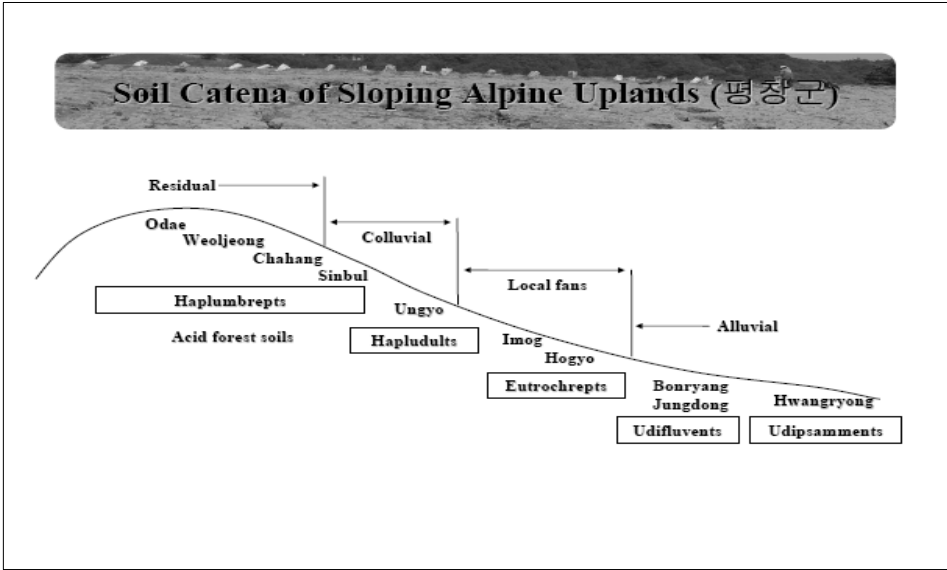 Soil Catena of Sloping Alpine Uplands (평창군)
Residual
Colluvial
Local fans
Alluvial
Odae
Weoljeong
Chahang
Sinbul
Haplumbrepts
Acid forest soils
Ungyo
Hapludults
Imog
Hogyo
Eutrochrepts
Bonryang
Jungdong
Udifluvents
Hwangryong
Udipsamments